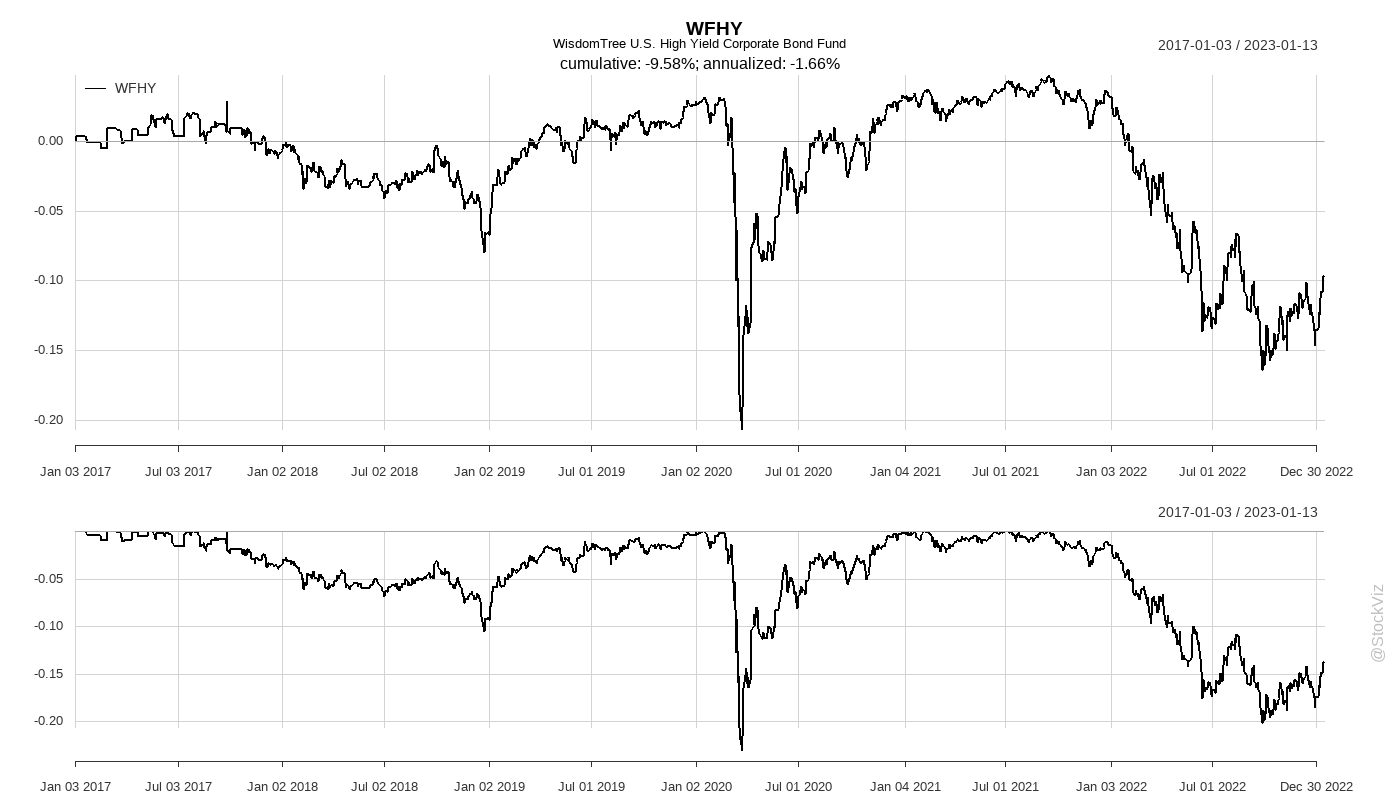 WFHY
WisdomTree U.S. High Yield Corporate Bond Fund
2017-01-03 / 2023-01-13
cumulative: -9.58%; annualized: -1.66%
WFHY
0.00
-0.05
-0.10
-0.15
-0.20
Jan 03 2017 Jul 03 2017 Jan 02 2018 Jul 02 2018 Jan 02 2019 Jul 01 2019 Jan 02 2020 Jul 01 2020 Jan 04 2021 Jul 01 2021 Jan 03 2022 Jul 01 2022 Dec 30 2022
2017-01-03 / 2023-01-13
-0.05
-0.10
-0.15
-0.20
Jan 03 2017 Jul 03 2017 Jan 02 2018 Jul 02 2018 Jan 02 2019 Jul 01 2019 Jan 02 2020 Jul 01 2020 Jan 04 2021 Jul 01 2021 Jan 03 2022 Jul 01 2022 Dec 30 2022
@StockViz